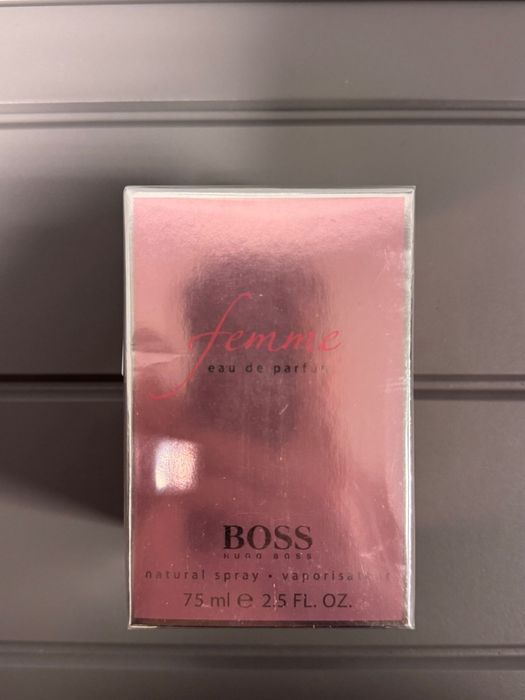 femme
eau de parfum
BOSS
HUGO BOSS
natural spray • vaporisateur
75 ml ℮ 2.5 FL. OZ.